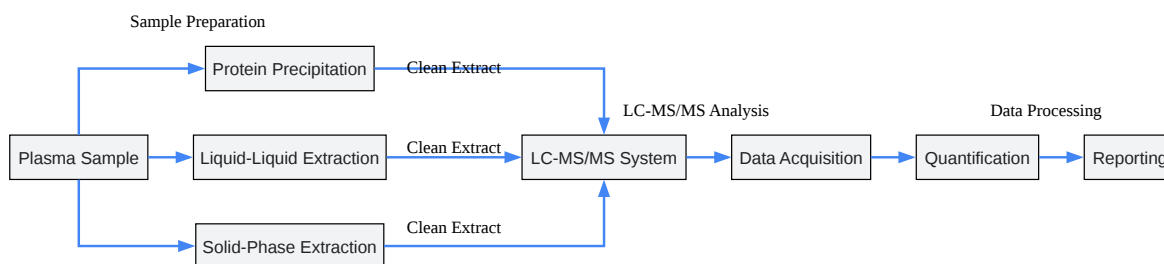 Sample Preparation
Protein Precipitation
Clean Extract
LC-MS/MS Analysis
Data Processing
Plasma Sample
Liquid-Liquid Extraction
Clean Extract
LC-MS/MS System
Data Acquisition
Quantification
Reporting
Clean Extract
Solid-Phase Extraction